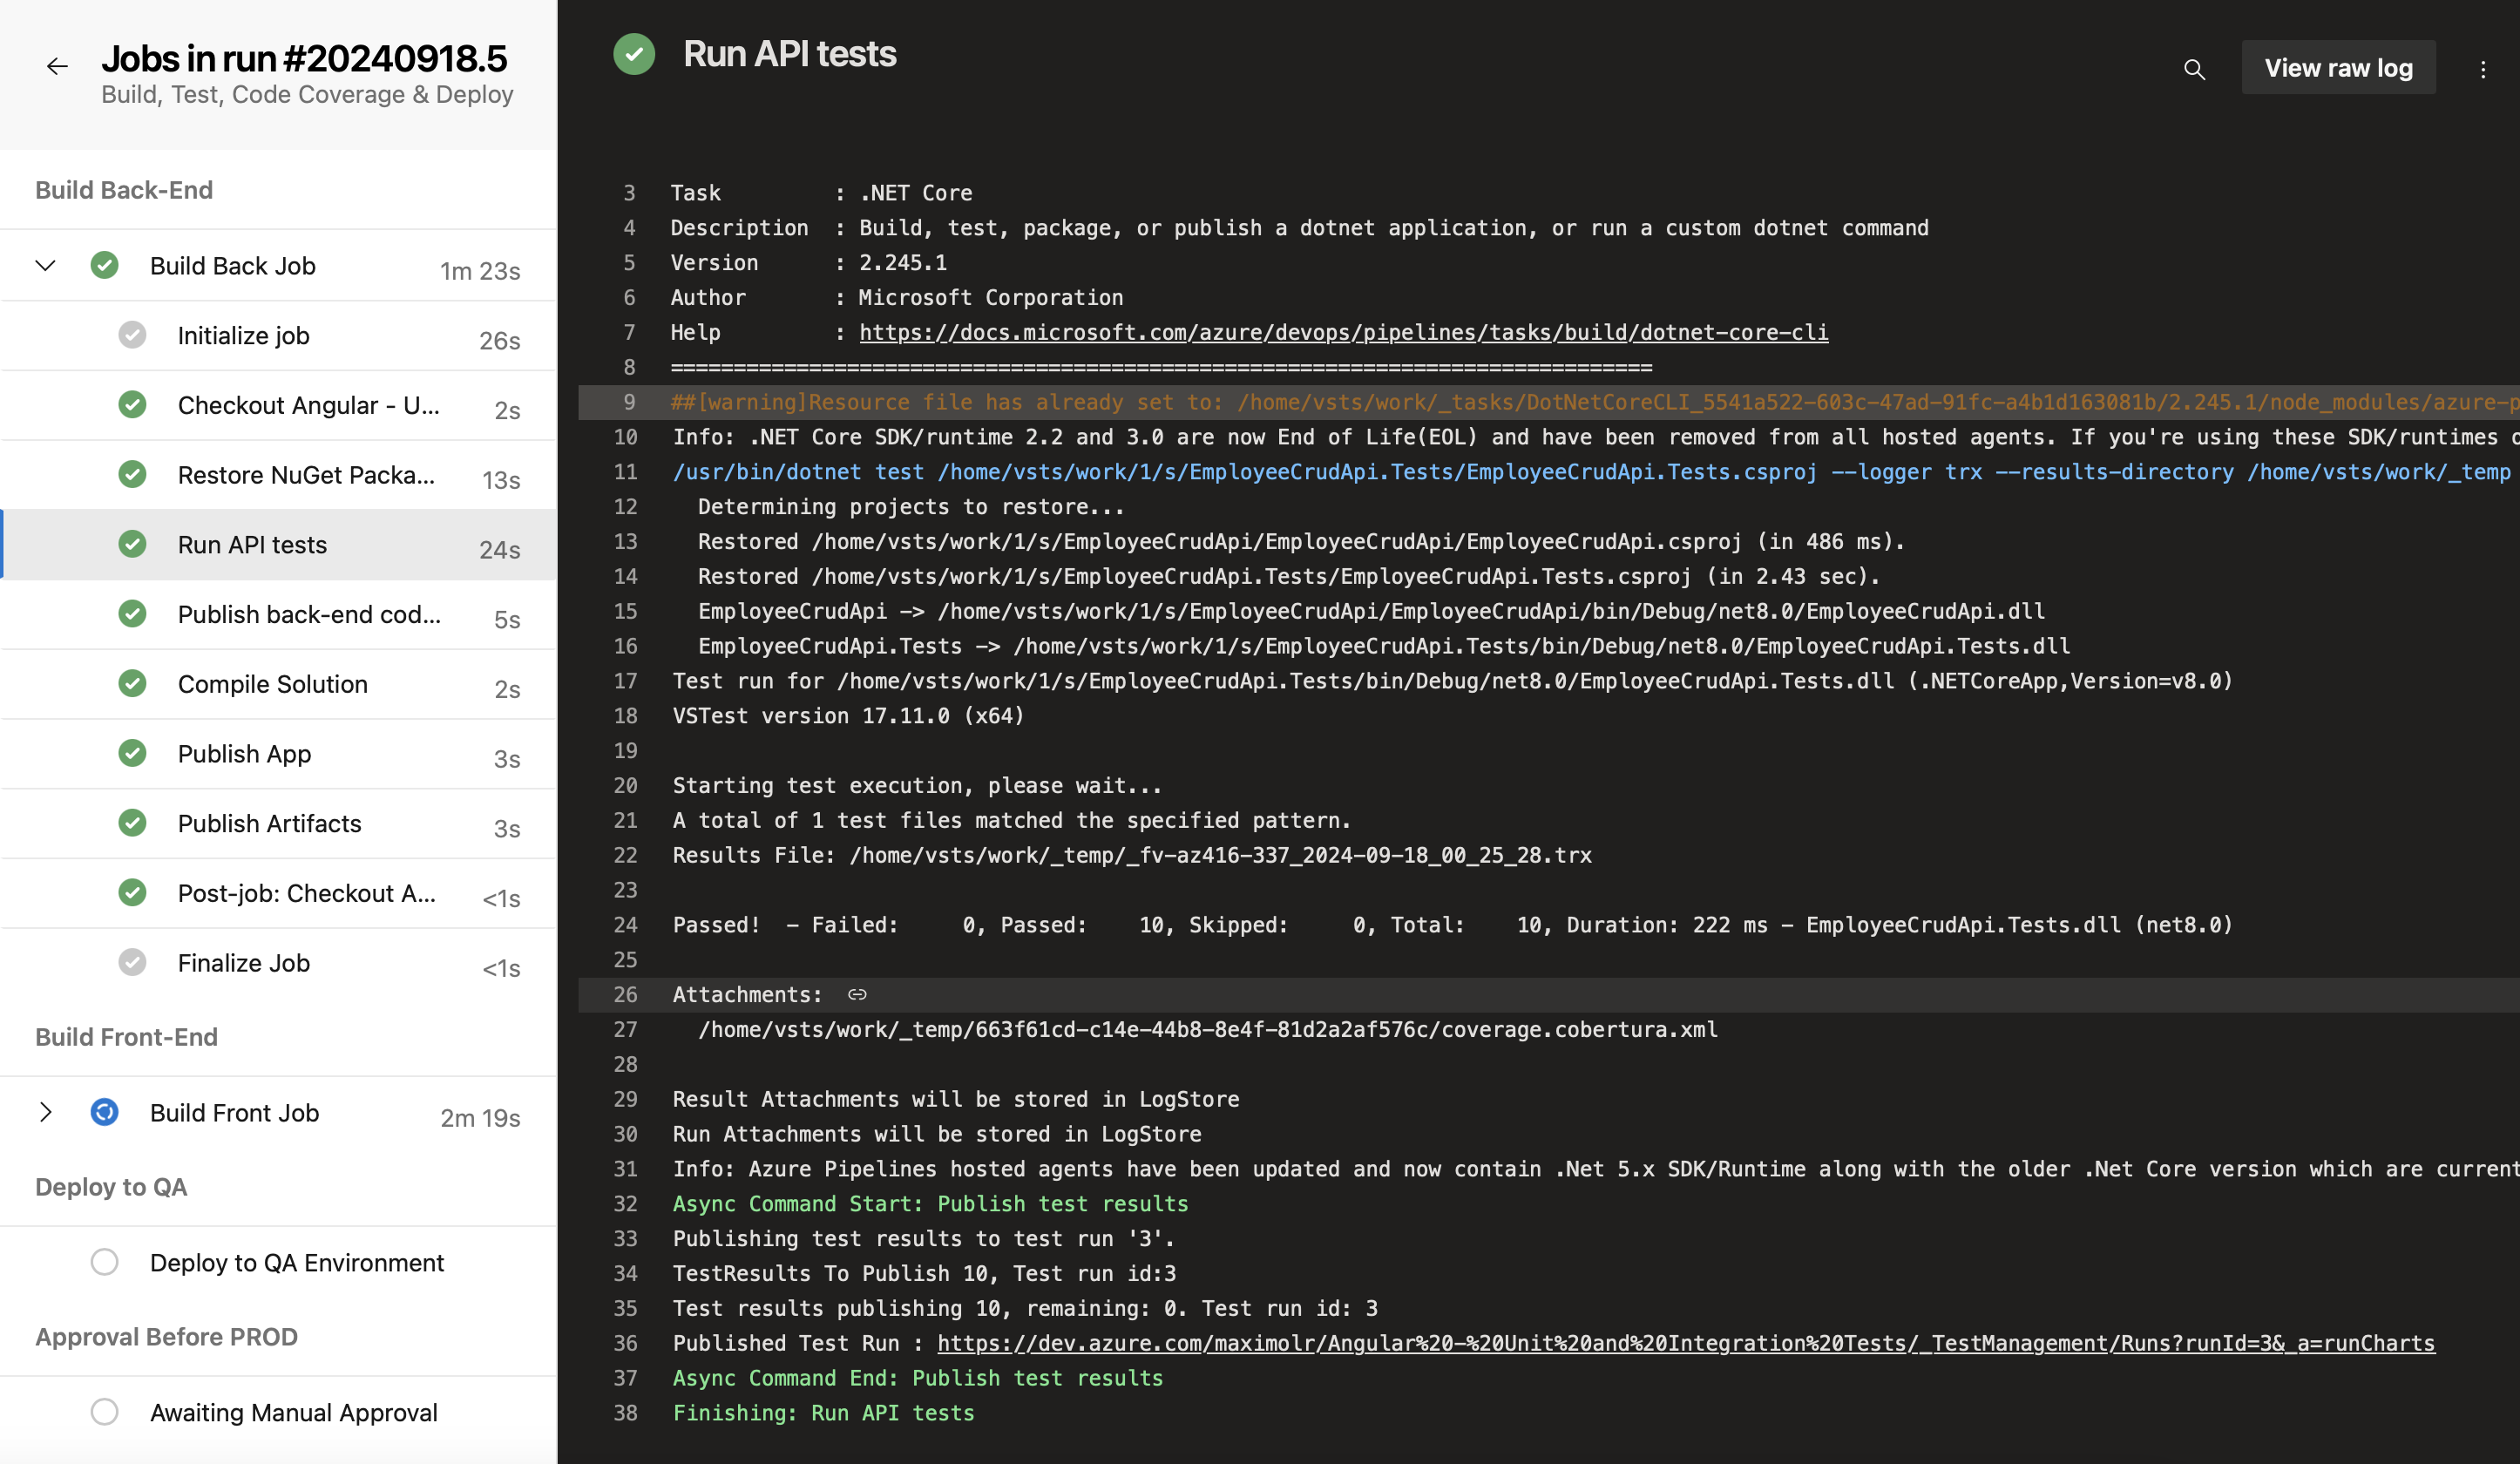 Jobs in run #20240918.5
Build, Test, Code Coverage & Deploy
Build Back-End
Build Back Job 1m 23s
Initialize job 26s
Checkout Angular - U... 2s
Restore NuGet Packa... 13s
Run API tests 24s
Publish back-end cod... 5s
Compile Solution 2s
Publish App 3s
Publish Artifacts 3s
Post-job: Checkout A... <1s
Finalize Job <1s
Build Front-End
Build Front Job 2m 19s
Deploy to QA
Deploy to QA Environment
Approval Before PROD
Awaiting Manual Approval
Run API tests
View raw log
3 Task : .NET Core
4 Description : Build, test, package, or publish a dotnet application, or run a custom dotnet command
5 Version : 2.245.1
6 Author : Microsoft Corporation
7 Help : https://docs.microsoft.com/azure/devops/pipelines/tasks/build/dotnet-core-cli
8 ==============================================================================
9 ##[warning]Resource file has already set to: /home/vsts/work/_tasks/DotNetCoreCLI_5541a522-603c-47ad-91fc-a4b1d163081b/2.245.1/node_modules/azure-p
10 Info: .NET Core SDK/runtime 2.2 and 3.0 are now End of Life(EOL) and have been removed from all hosted agents. If you're using these SDK/runtimes o
11 /usr/bin/dotnet test /home/vsts/work/1/s/EmployeeCrudApi.Tests/EmployeeCrudApi.Tests.csproj --logger trx --results-directory /home/vsts/work/_temp
12 Determining projects to restore...
13 Restored /home/vsts/work/1/s/EmployeeCrudApi/EmployeeCrudApi/EmployeeCrudApi.csproj (in 486 ms).
14 Restored /home/vsts/work/1/s/EmployeeCrudApi.Tests/EmployeeCrudApi.Tests.csproj (in 2.43 sec).
15 EmployeeCrudApi -> /home/vsts/work/1/s/EmployeeCrudApi/EmployeeCrudApi/bin/Debug/net8.0/EmployeeCrudApi.dll
16 EmployeeCrudApi.Tests -> /home/vsts/work/1/s/EmployeeCrudApi.Tests/bin/Debug/net8.0/EmployeeCrudApi.Tests.dll
17 Test run for /home/vsts/work/1/s/EmployeeCrudApi.Tests/bin/Debug/net8.0/EmployeeCrudApi.Tests.dll (.NETCoreApp,Version=v8.0)
18 VSTest version 17.11.0 (x64)
19
20 Starting test execution, please wait...
21 A total of 1 test files matched the specified pattern.
22 Results File: /home/vsts/work/_temp/_fv-az416-337_2024-09-18_00_25_28.trx
23
24 Passed! - Failed: 0, Passed: 10, Skipped: 0, Total: 10, Duration: 222 ms - EmployeeCrudApi.Tests.dll (net8.0)
25
26 Attachments:
27 /home/vsts/work/_temp/663f61cd-c14e-44b8-8e4f-81d2a2af576c/coverage.cobertura.xml
28
29 Result Attachments will be stored in LogStore
30 Run Attachments will be stored in LogStore
31 Info: Azure Pipelines hosted agents have been updated and now contain .Net 5.x SDK/Runtime along with the older .Net Core version which are current
32 Async Command Start: Publish test results
33 Publishing test results to test run '3'.
34 TestResults To Publish 10, Test run id:3
35 Test results publishing 10, remaining: 0. Test run id: 3
36 Published Test Run : https://dev.azure.com/maximolr/Angular%20-%20Unit%20and%20Integration%20Tests/_TestManagement/Runs?runId=3&_a=runCharts
37 Async Command End: Publish test results
38 Finishing: Run API tests